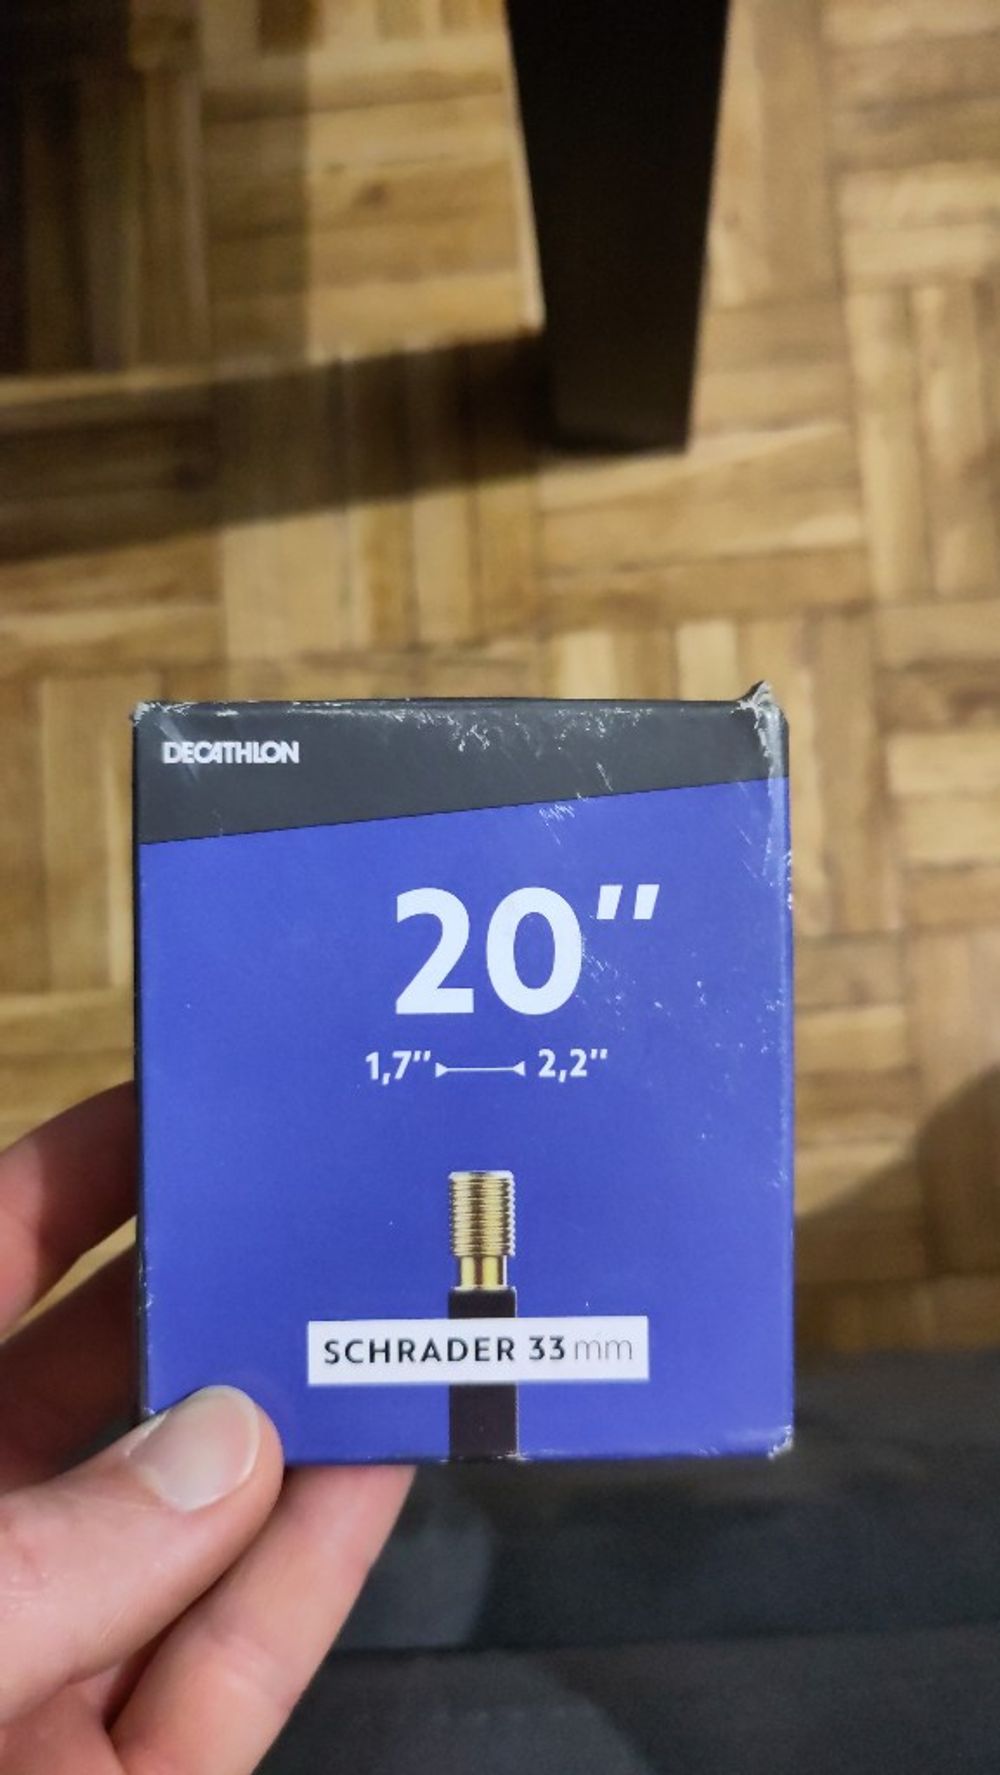 DECATHLON
20"
1,7" 2,2"
SCHRADER 33 mm